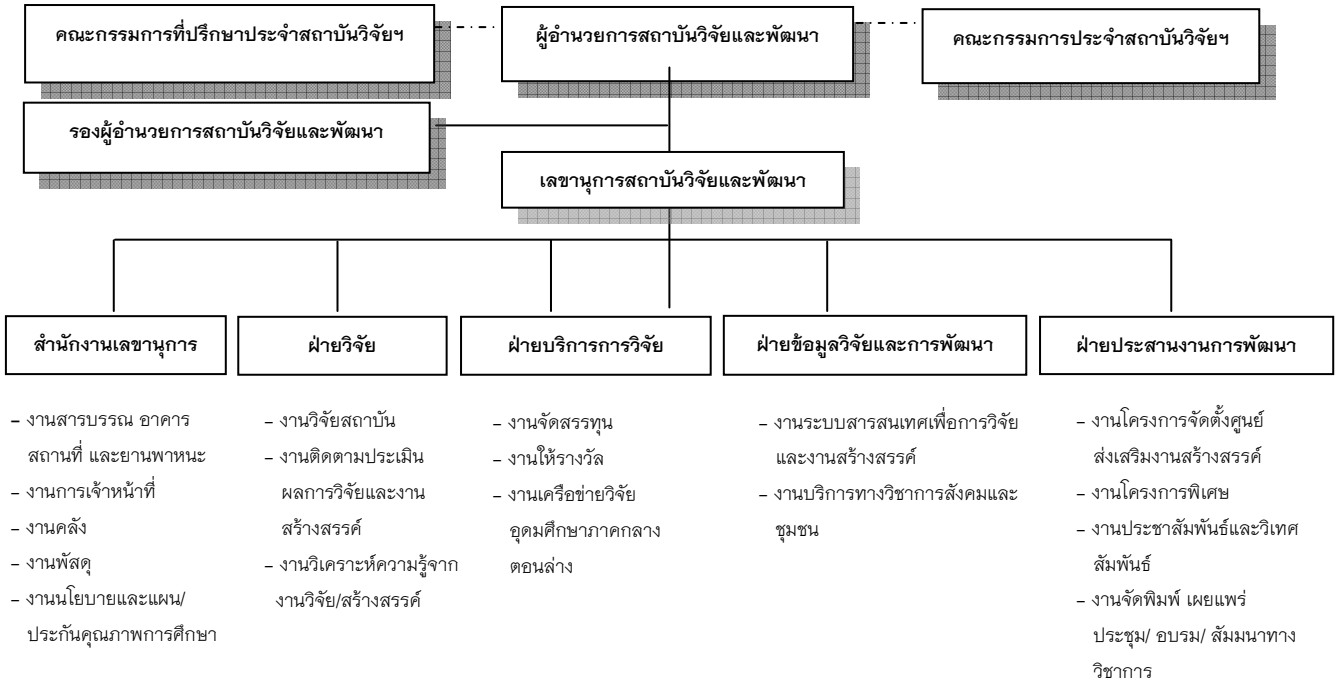 คณะกรรมการที่ปรึกษาประจำสถาบันวิจัยฯ
ผู้อำนวยการสถาบันวิจัยและพัฒนา
คณะกรรมการประจำสถาบันวิจัยฯ
รองผู้อำนวยการสถาบันวิจัยและพัฒนา
เลขานุการสถาบันวิจัยและพัฒนา
สำนักงานเลขานุการ
– งานสารบรรณ อาคาร
สถานที่ และยานพาหนะ
– งานการเจ้าหน้าที่
– งานคลัง
– งานพัสดุ
– งานนโยบายและแผน/
ประกันคุณภาพการศึกษา
ฝ่ายวิจัย
– งานวิจัยสถาบัน
– งานติดตามประเมิน
ผลการวิจัยและงาน
สร้างสรรค์
– งานวิเคราะห์ความรู้จาก
งานวิจัย/สร้างสรรค์
ฝ่ายบริการการวิจัย
– งานจัดสรรทุน
– งานให้รางวัล
– งานเครือข่ายวิจัย
อุดมศึกษาภาคกลาง
ตอนล่าง
ฝ่ายข้อมูลวิจัยและการพัฒนา
– งานระบบสารสนเทศเพื่อการวิจัย
และงานสร้างสรรค์
– งานบริการทางวิชาการสังคมและ
ชุมชน
ฝ่ายประสานงานการพัฒนา
– งานโครงการจัดตั้งศูนย์
ส่งเสริมงานสร้างสรรค์
– งานโครงการพิเศษ
– งานประชาสัมพันธ์และวิเทศ
สัมพันธ์
– งานจัดพิมพ์ เผยแพร่
ประชุม/ อบรม/ สัมมนาทาง
วิชาการ